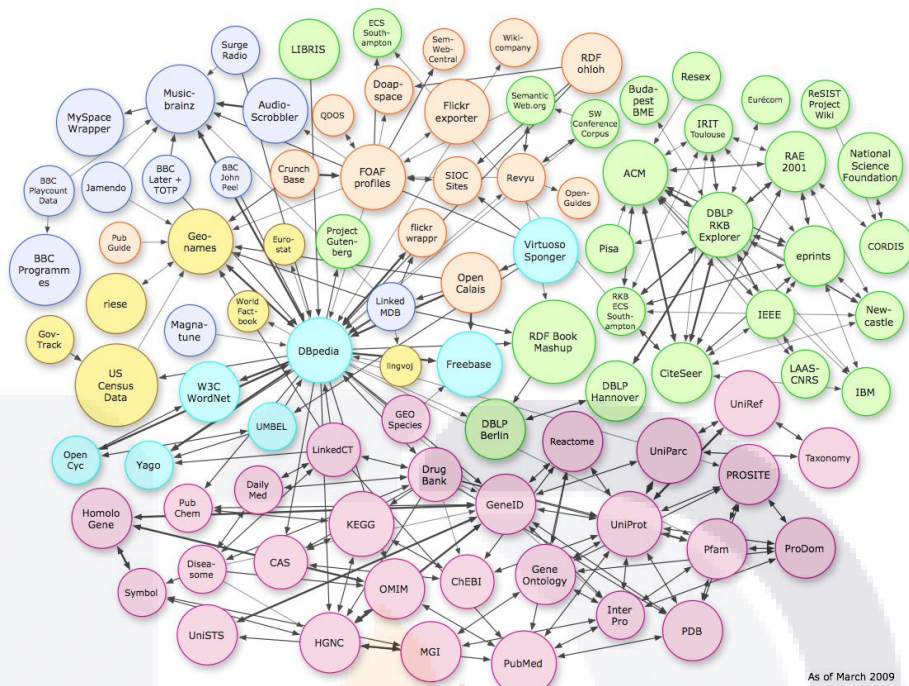 ECS
South-
ampton
Surge
Radio
LIBRIS
Sem-
Web-
Central
Wiki-
company
RDF
ohloh
Doap-
space
Music-
brainz
Audio-
Scrobbler
MySpace
Wrapper
QDOS
Flickr
exporter
Semantic
Web.org
SW
Conference
Corpus
Buda-
pest
BME
Resex
IRIT
Toulouse
Eurécom
ReSIST
Project
Wiki
National
Science
Foundation
RAE
2001
ACM
BBC
Playcount
Data
Jamendo
BBC
Later +
TOTP
BBC
John
Peel
Crunch
Base
FOAF
profiles
SIOC
Sites
Revyu
Open-
Guides
DBLP
RKB
Explorer
Pub
Guide
Geo-
names
Euro-
stat
Project
Guten-
berg
flickr
wrappr
Virtuoso
Sponger
Pisa
eprints
CORDIS
BBC
Programm
es
riese
World
Fact-
book
Linked
MDB
Open
Calais
RKB
ECS
South-
ampton
IEEE
New-
castle
Gov-
Track
Magna-
tune
DBpedia
lingvoj
Freebase
RDF Book
Mashup
CiteSeer
LAAS-
CNRS
IBM
US
Census
Data
W3C
WordNet
DBLP
Hannover
UMBEL
GEO
Species
DBLP
Berlin
UniRef
Open
Cyc
Yago
LinkedCT
Reactome
UniParc
Taxonomy
Daily
Med
Drug
Bank
PROSITE
Homolo
Gene
Pub
Chem
KEGG
GeneID
UniProt
Pfam
ProDom
Disea-
some
CAS
ChEBI
Gene
Ontology
Symbol
OMIM
Inter
Pro
UniSTS
HGNC
MGI
PubMed
PDB
As of March 2009